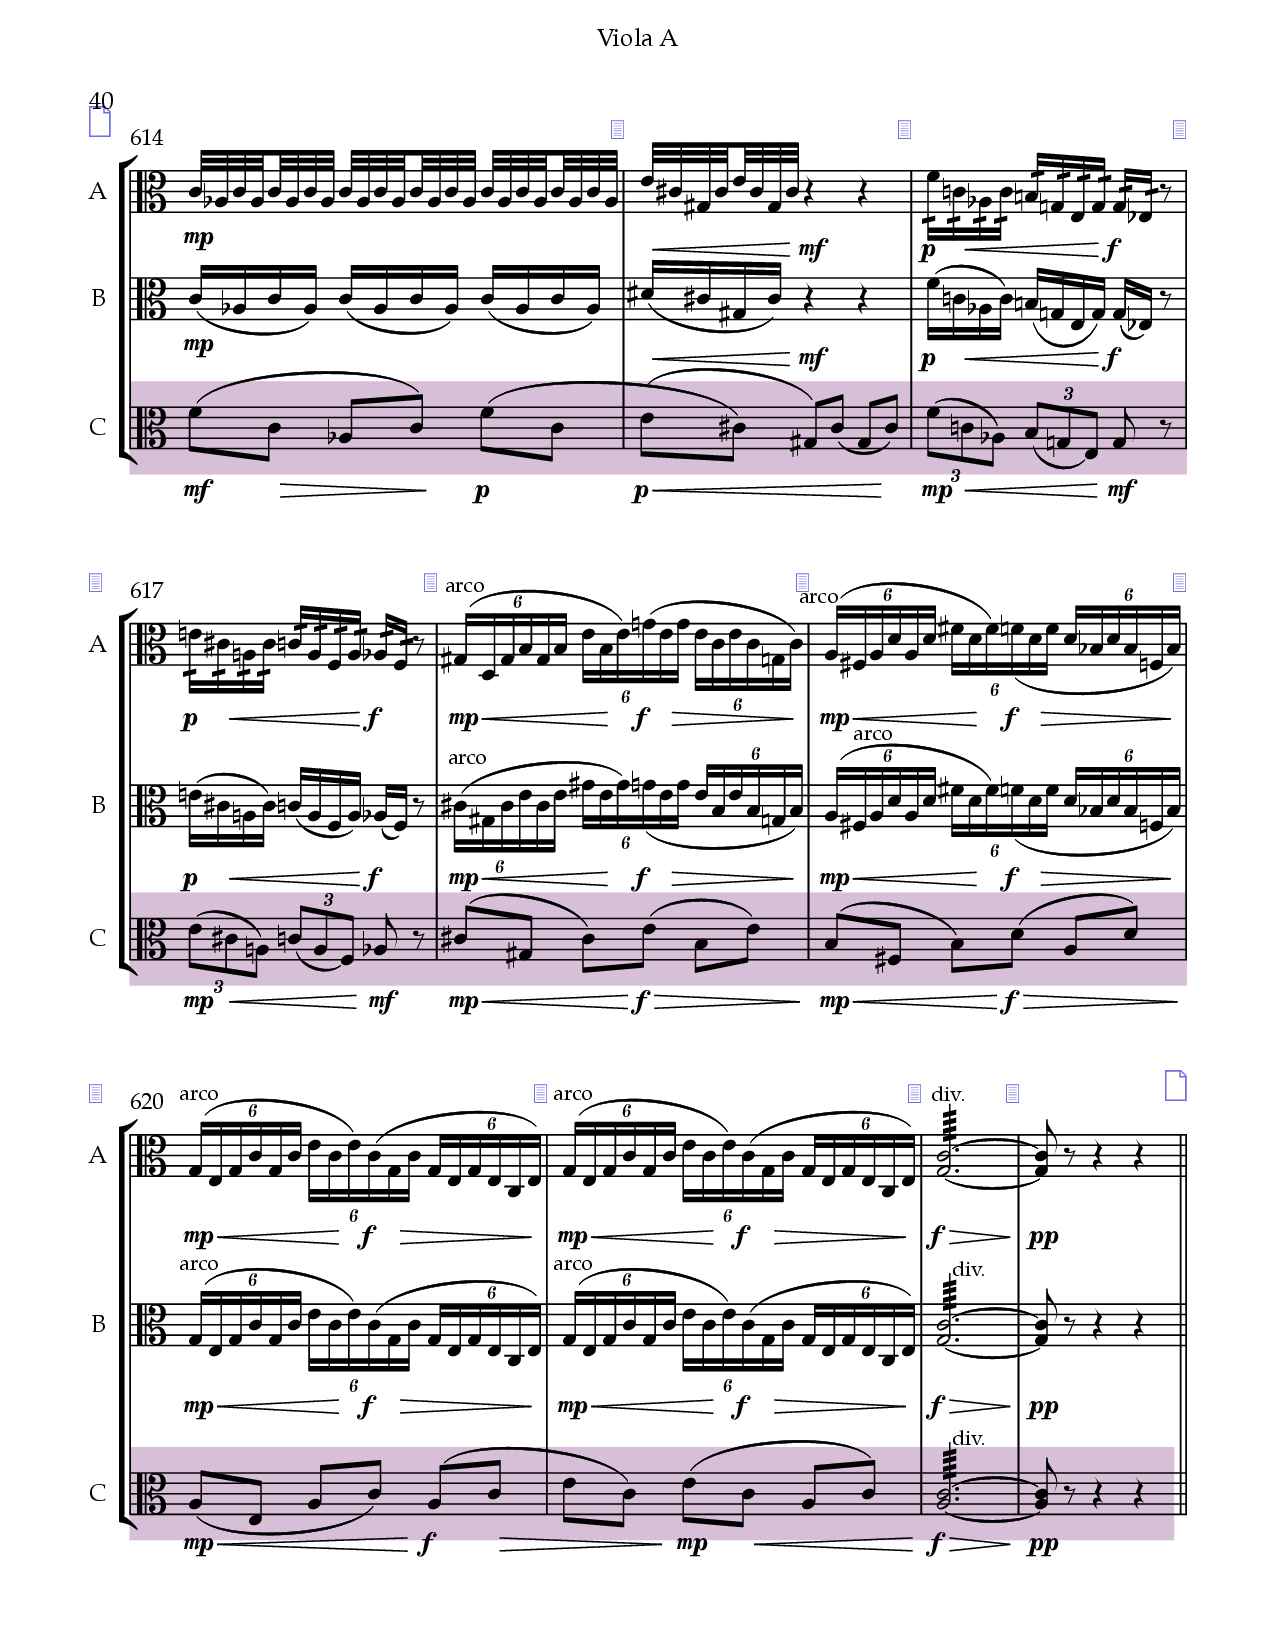 Viola A
40
614
A
mp mf p f
B
mp mf p f
3
C
mf p p 3 mp mf
617
arco arco
6 6
A
6 6 6
p f mp f mp f
arco arco
6 6
B
6 6 6
p f mp f mp f
3
C
3
mp mf mp f mp f
620
arco arco div.
6 6 6 6
A
6 6
mp f mp f f pp
arco arco div.
6 6 6 6
B
6 6
mp f mp f f pp
div.
C
mp f mp f pp